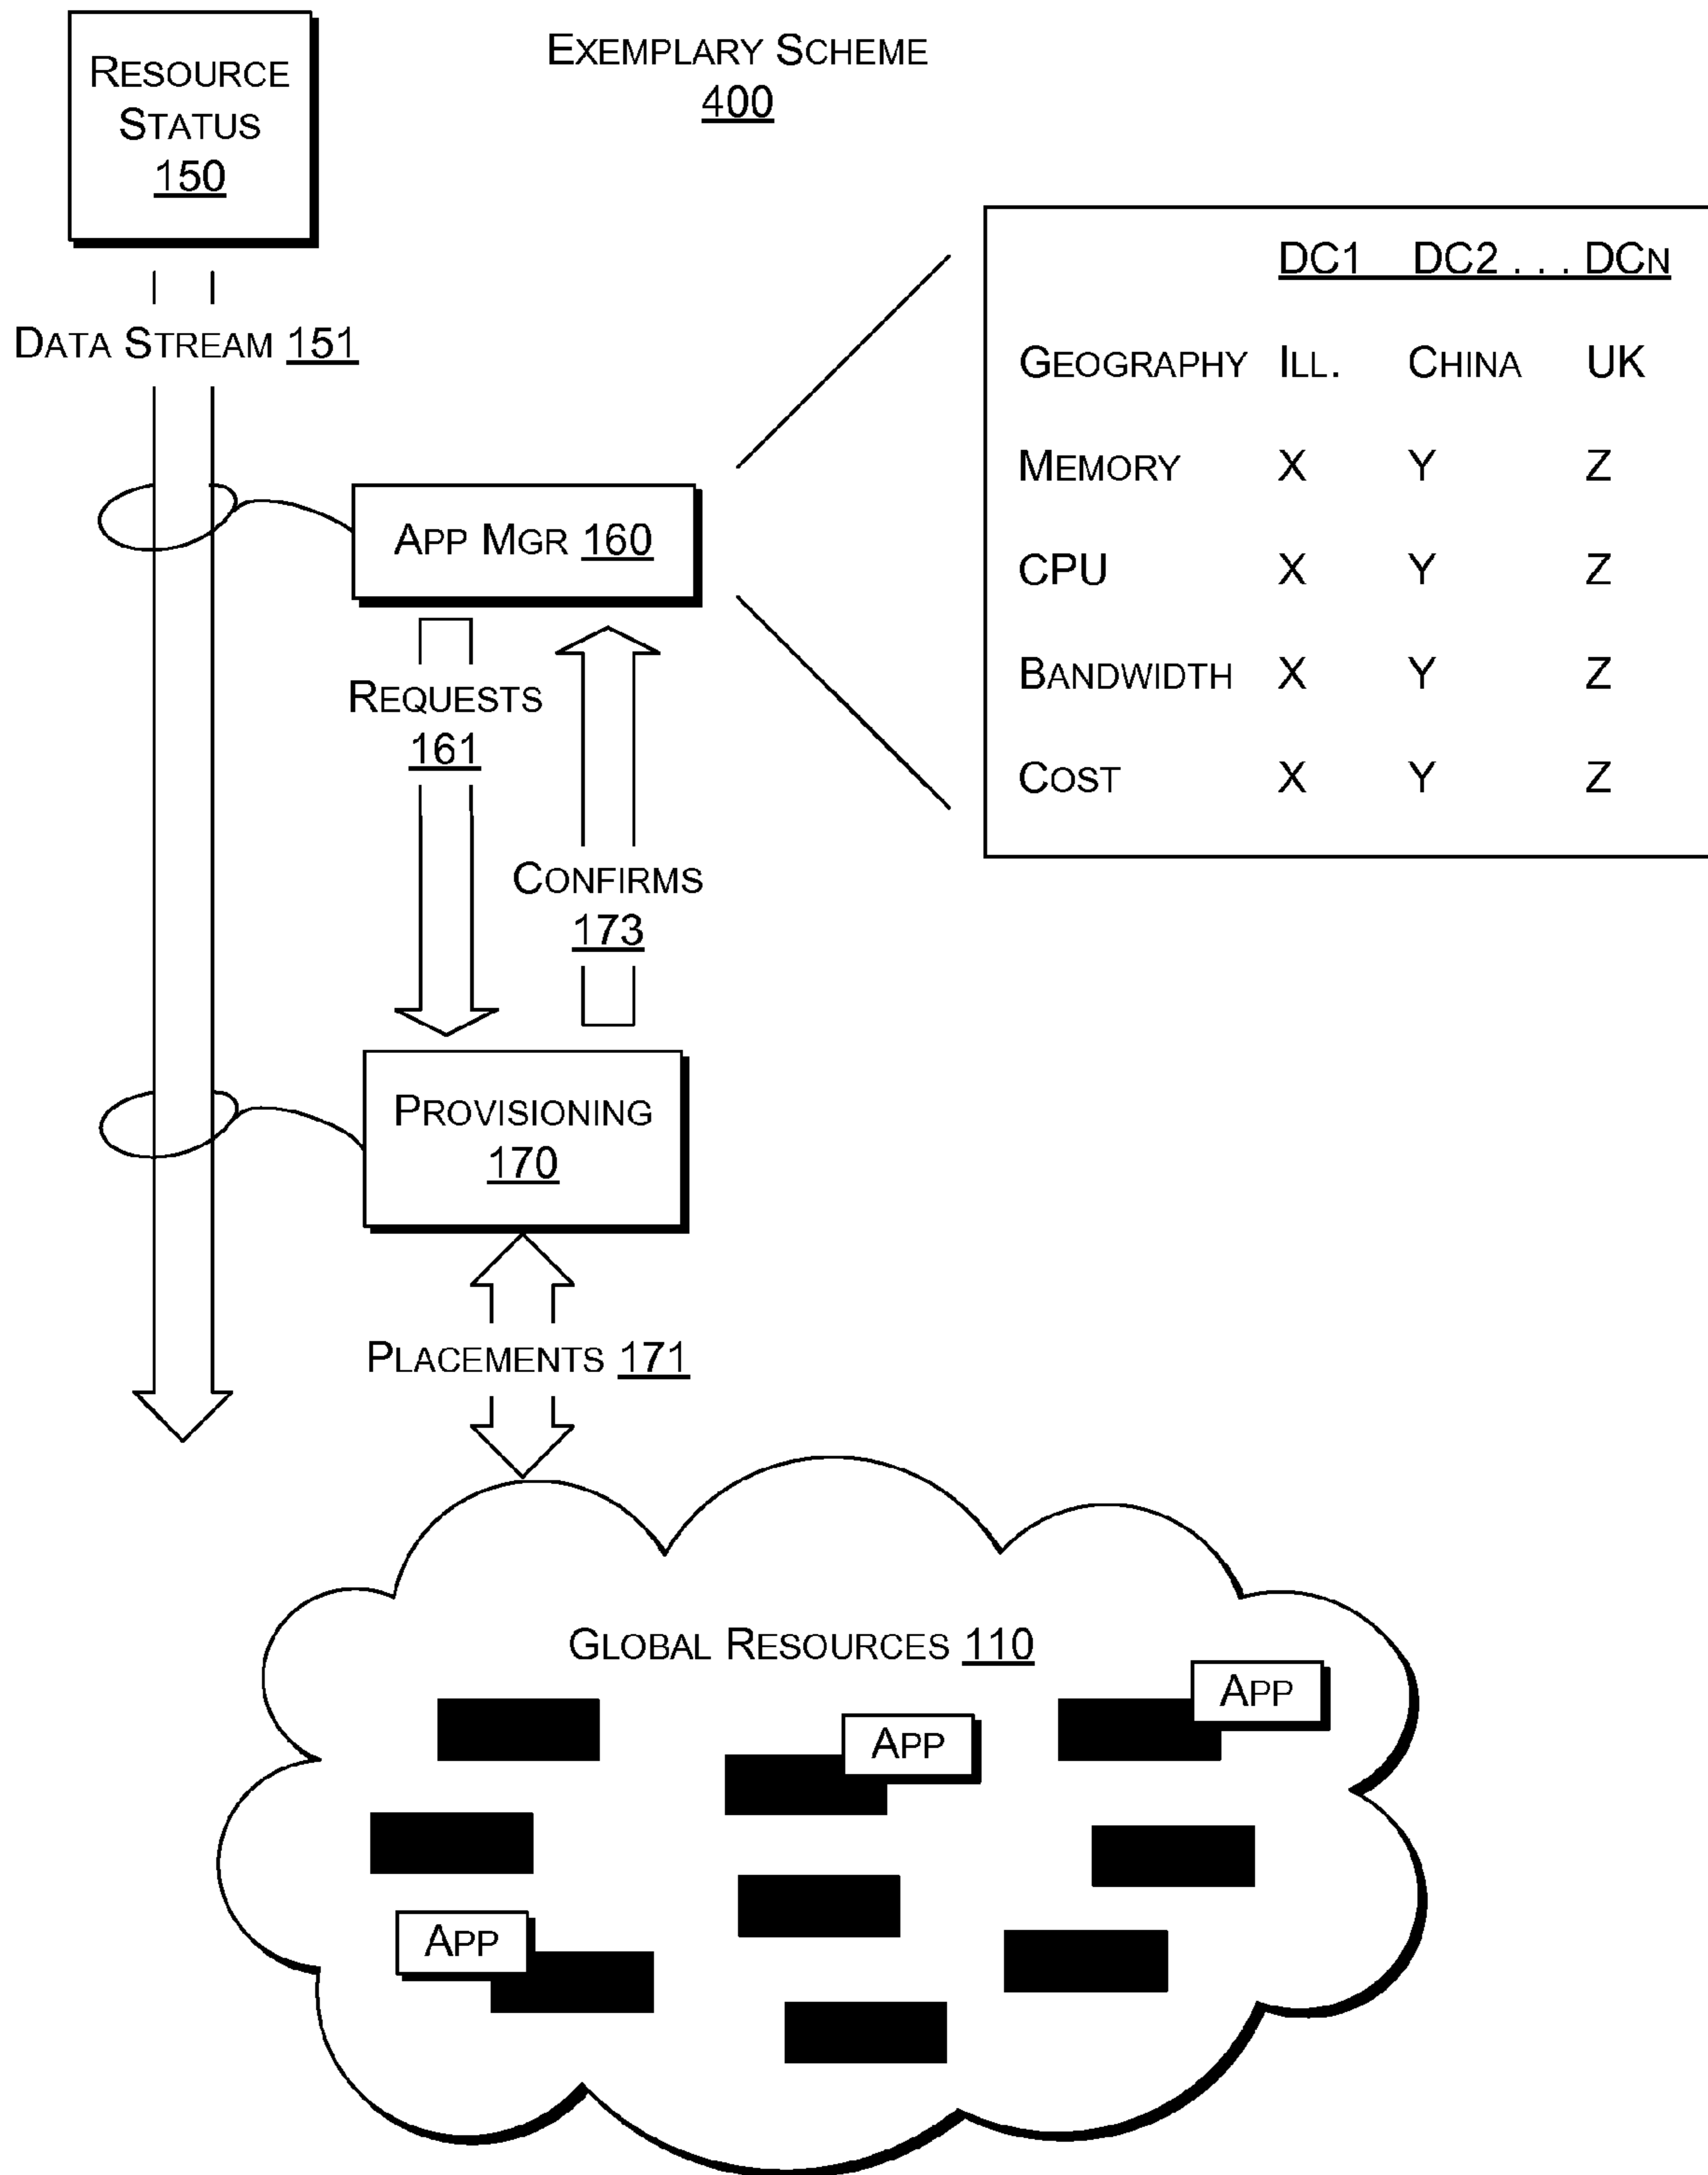 RESOURCE
STATUS
150
EXEMPLARY SCHEME
400
DATA STREAM 151
DC1 DC2 . . . DCN
GEOGRAPHY ILL. CHINA UK
MEMORY X Y Z
CPU X Y Z
BANDWIDTH X Y Z
COST X Y Z
APP MGR 160
REQUESTS
161
CONFIRMS
173
PROVISIONING
170
PLACEMENTS 171
GLOBAL RESOURCES 110
APP
APP
APP